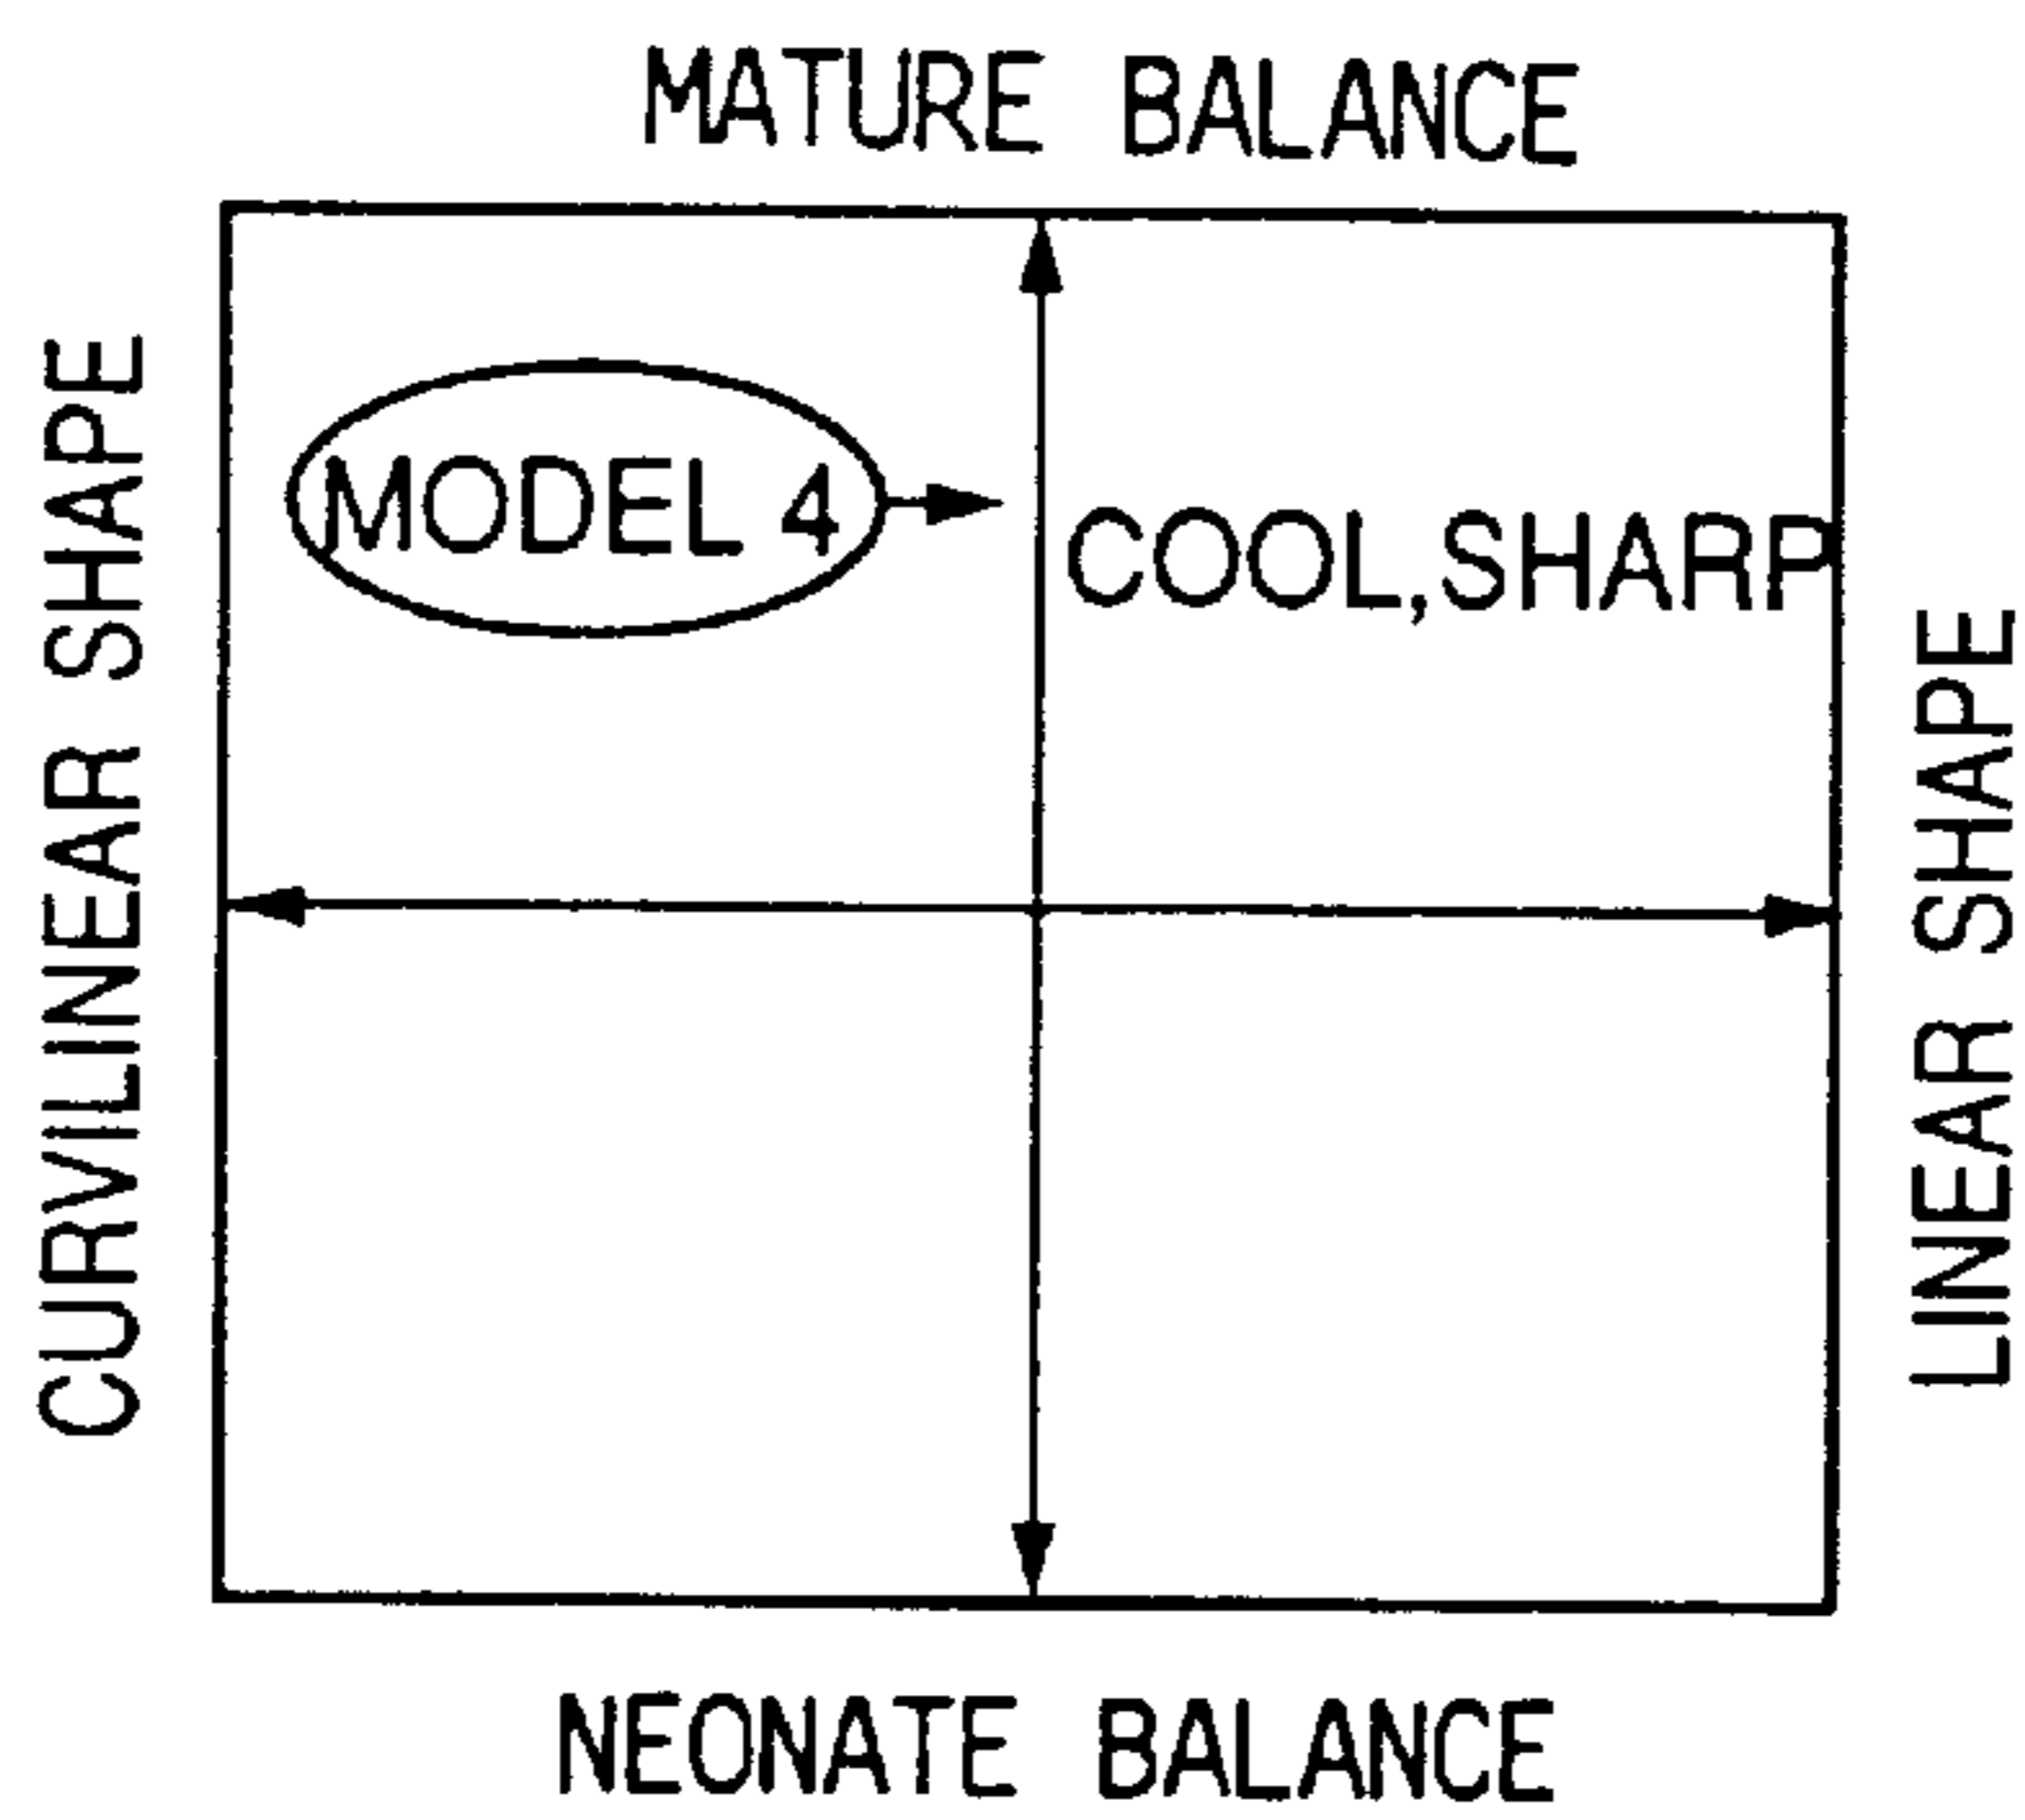 MATURE BALANCE
CURVILINEAR SHAPE
MODEL 4
COOL,SHARP
LINEAR SHAPE
NEONATE BALANCE